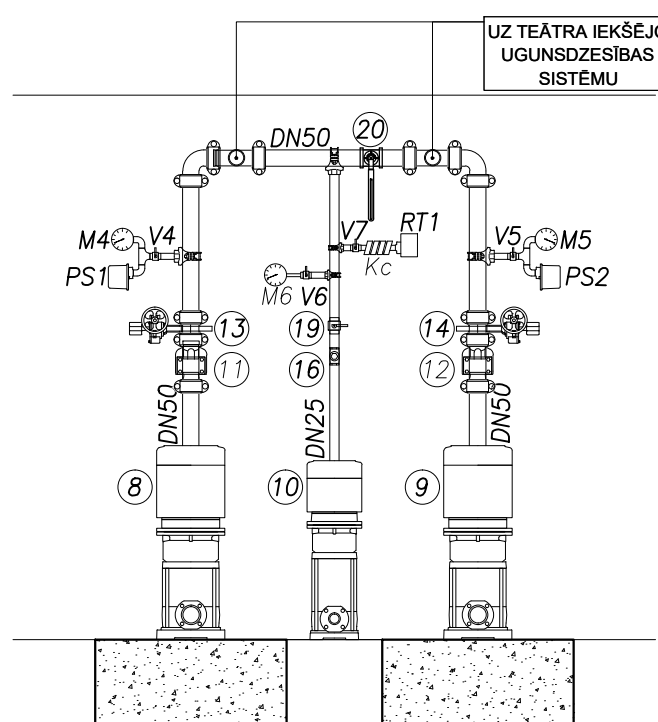 UZ TEĀTRA IEKŠĒJO
UGUNSDZESĪBAS
SISTĒMU
DN50
20
M4
V4
PS1
V7
RT1
Kc
M6
V6
V5
M5
PS2
13
19
14
11
16
12
DN50
DN25
DN50
8
10
9